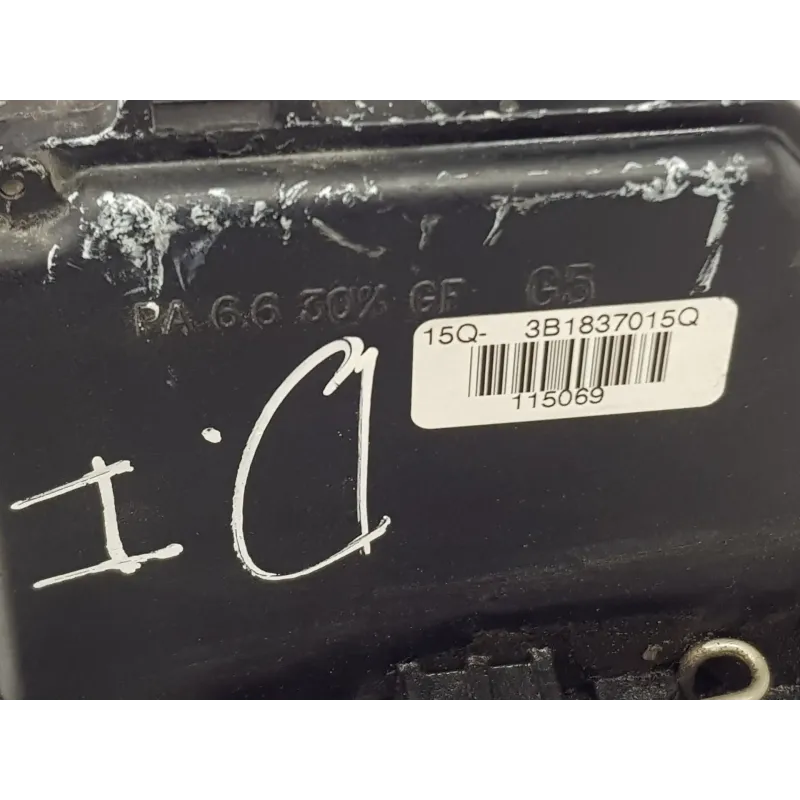 PA 6.6 30% GF G5
15Q- 3B1837015Q
115069
I.D